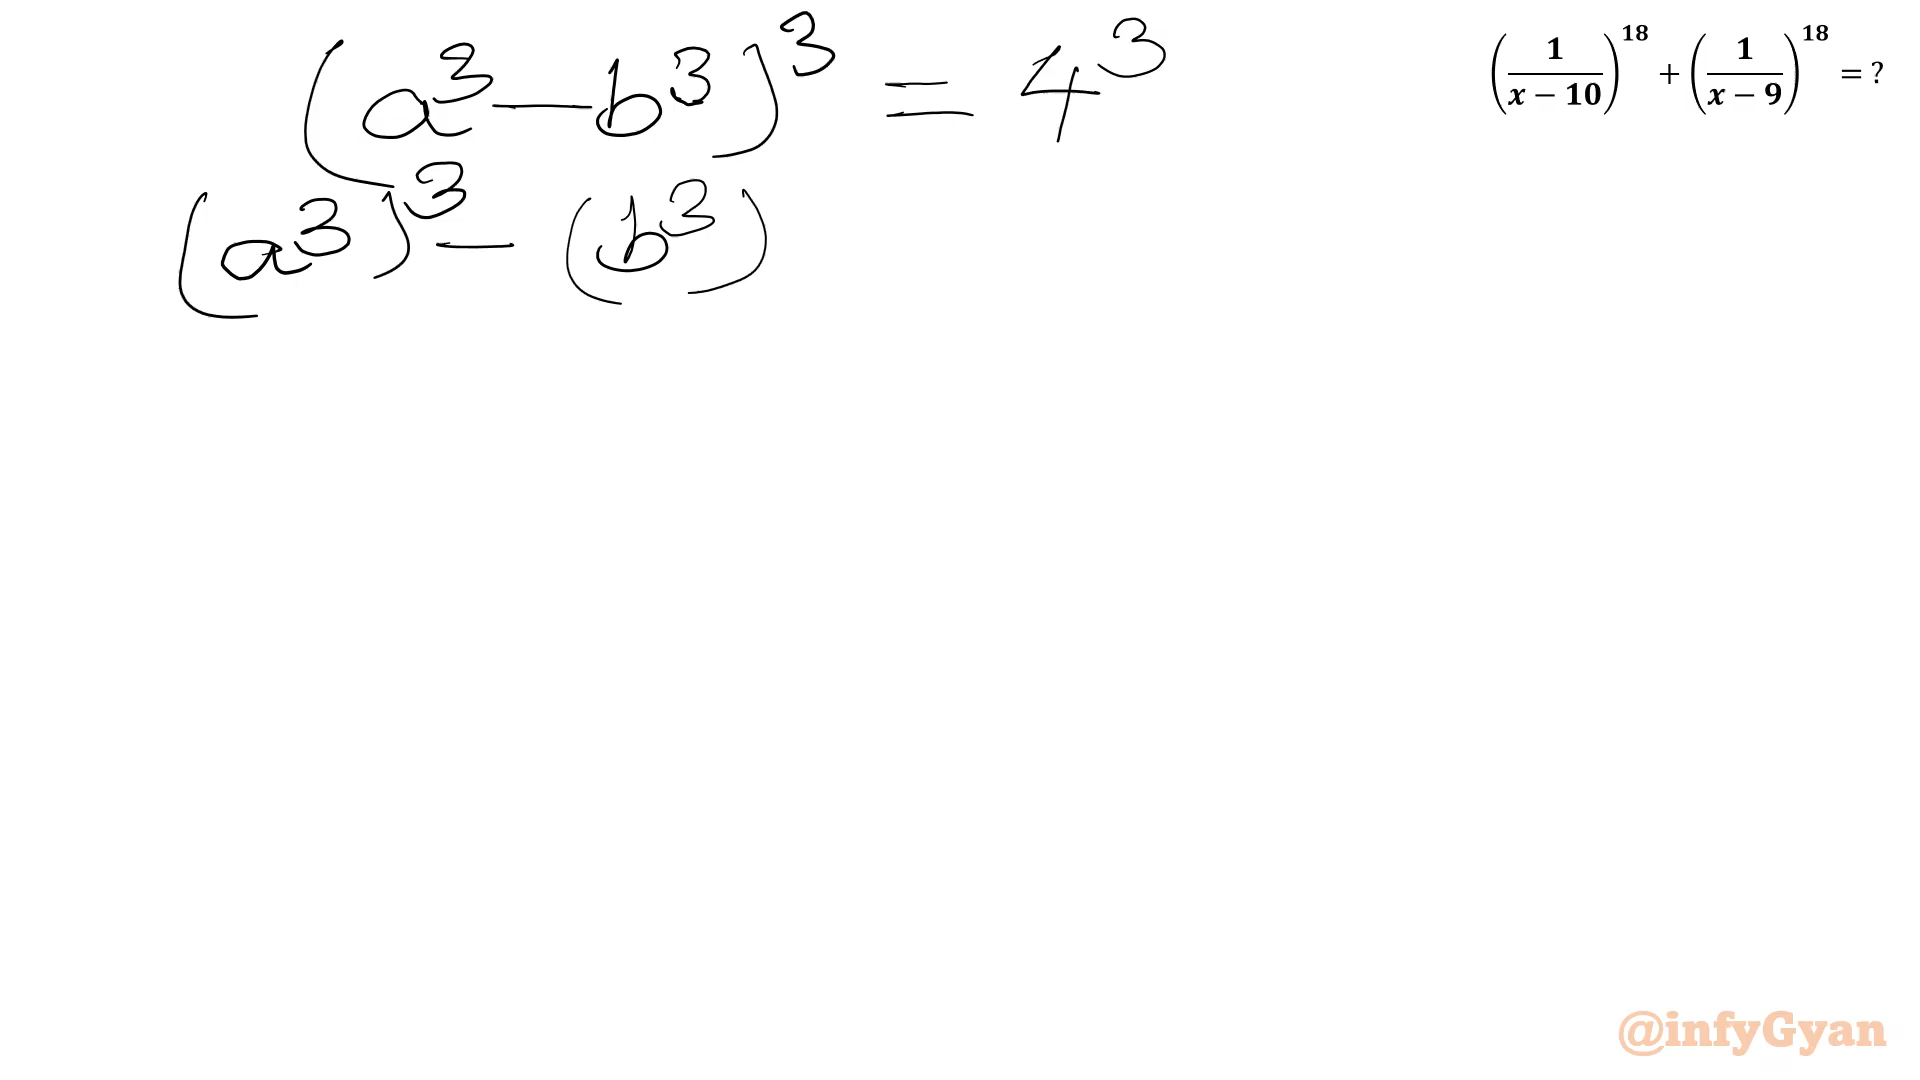 (a³ − b³)³ = 4³
(1/(x − 10))¹⁸ + (1/(x − 9))¹⁸ = ?
(a³)³ − (b³)
@infyGyan